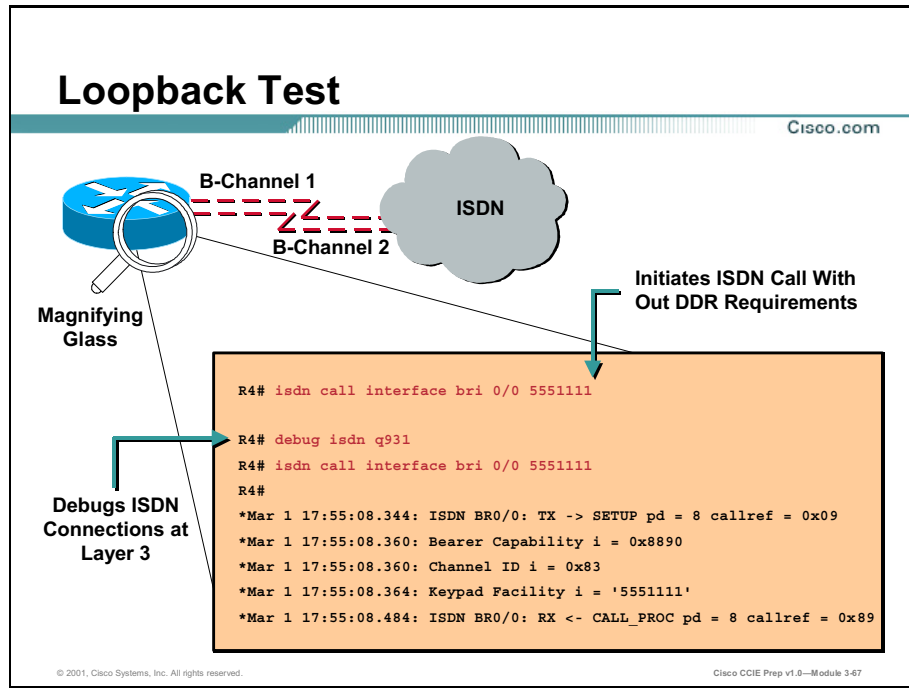 Loopback Test
Cisco.com
B-Channel 1
ISDN
B-Channel 2
Magnifying
Glass
Initiates ISDN Call With
Out DDR Requirements
R4# isdn call interface bri 0/0 5551111
R4# debug isdn q931
R4# isdn call interface bri 0/0 5551111
R4#
*Mar 1 17:55:08.344: ISDN BR0/0: TX -> SETUP pd = 8 callref = 0x09
*Mar 1 17:55:08.360: Bearer Capability i = 0x8890
*Mar 1 17:55:08.360: Channel ID i = 0x83
*Mar 1 17:55:08.364: Keypad Facility i = '5551111'
*Mar 1 17:55:08.484: ISDN BR0/0: RX <- CALL_PROC pd = 8 callref = 0x89
Debugs ISDN
Connections at
Layer 3
© 2001, Cisco Systems, Inc. All rights reserved.
Cisco CCIE Prep v1.0—Module 3-67